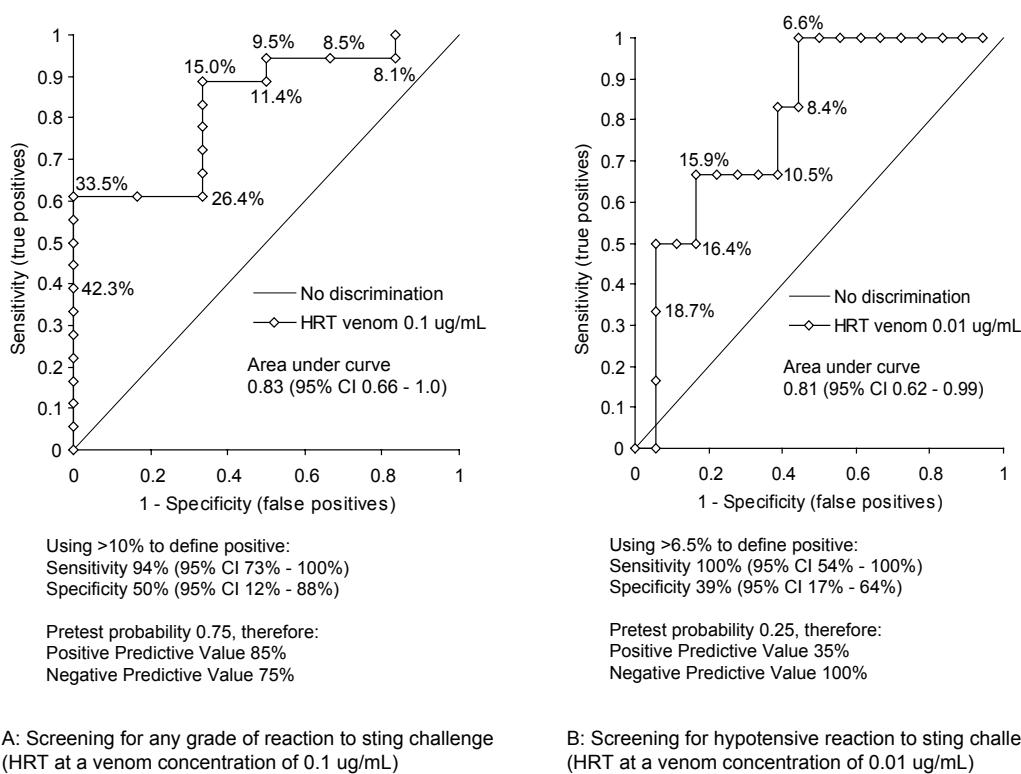 1
0.9
0.8
0.7
0.6
0.5
0.4
0.3
0.2
0.1
0
Sensitivity (true positives)
9.5%
8.5%
15.0%
8.1%
11.4%
33.5%
26.4%
42.3%
No discrimination
HRT venom 0.1 ug/mL
Area under curve
0.83 (95% CI 0.66 - 1.0)
0 0.2 0.4 0.6 0.8 1
1 - Specificity (false positives)
Using >10% to define positive:
Sensitivity 94% (95% CI 73% - 100%)
Specificity 50% (95% CI 12% - 88%)
Pretest probability 0.75, therefore:
Positive Predictive Value 85%
Negative Predictive Value 75%
A: Screening for any grade of reaction to sting challenge
(HRT at a venom concentration of 0.1 ug/mL)
1
0.9
0.8
0.7
0.6
0.5
0.4
0.3
0.2
0.1
0
Sensitivity (true positives)
6.6%
8.4%
15.9%
10.5%
16.4%
18.7%
No discrimination
HRT venom 0.01 ug/mL
Area under curve
0.81 (95% CI 0.62 - 0.99)
0 0.2 0.4 0.6 0.8 1
1 - Specificity (false positives)
Using >6.5% to define positive:
Sensitivity 100% (95% CI 54% - 100%)
Specificity 39% (95% CI 17% - 64%)
Pretest probability 0.25, therefore:
Positive Predictive Value 35%
Negative Predictive Value 100%
B: Screening for hypotensive reaction to sting challe
(HRT at a venom concentration of 0.01 ug/mL)